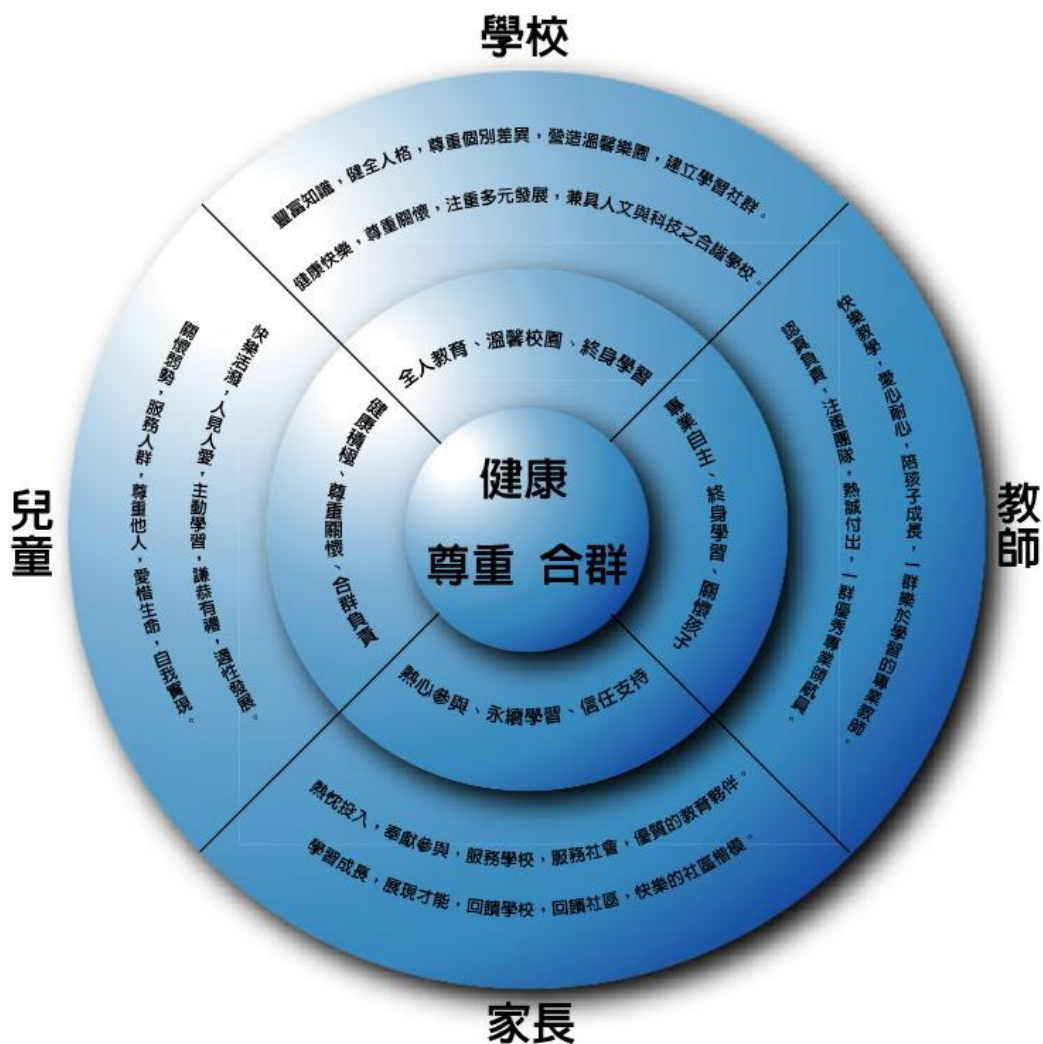 學校
豐富知識，健全人格，尊重個別差異，營造溫馨樂園，建立學習社群。
健康快樂，尊重關懷，注重多元發展，兼具人文與科技之合諧學校。
全人教育、溫馨校園、終身學習
兒童
關懷弱勢，服務人群，尊重他人，愛惜生命，自我實現。
快樂活潑，人見人愛，主動學習，謙恭有禮，適性發展。
健康積極、尊重關懷、合群負責
健康
尊重 合群
專業自主、終身學習、關懷孩子
認真負責，注重團隊，熱誠付出，一群優秀專業領航員。
快樂教學，愛心耐心，陪孩子成長，一群樂於學習的專業教師。
教師
熱心參與、永續學習、信任支持
熱忱投入，奉獻參與，服務學校，服務社會，優質的教育夥伴。
學習成長，展現才能，回饋學校，回饋社區，快樂的社區楷模。
家長